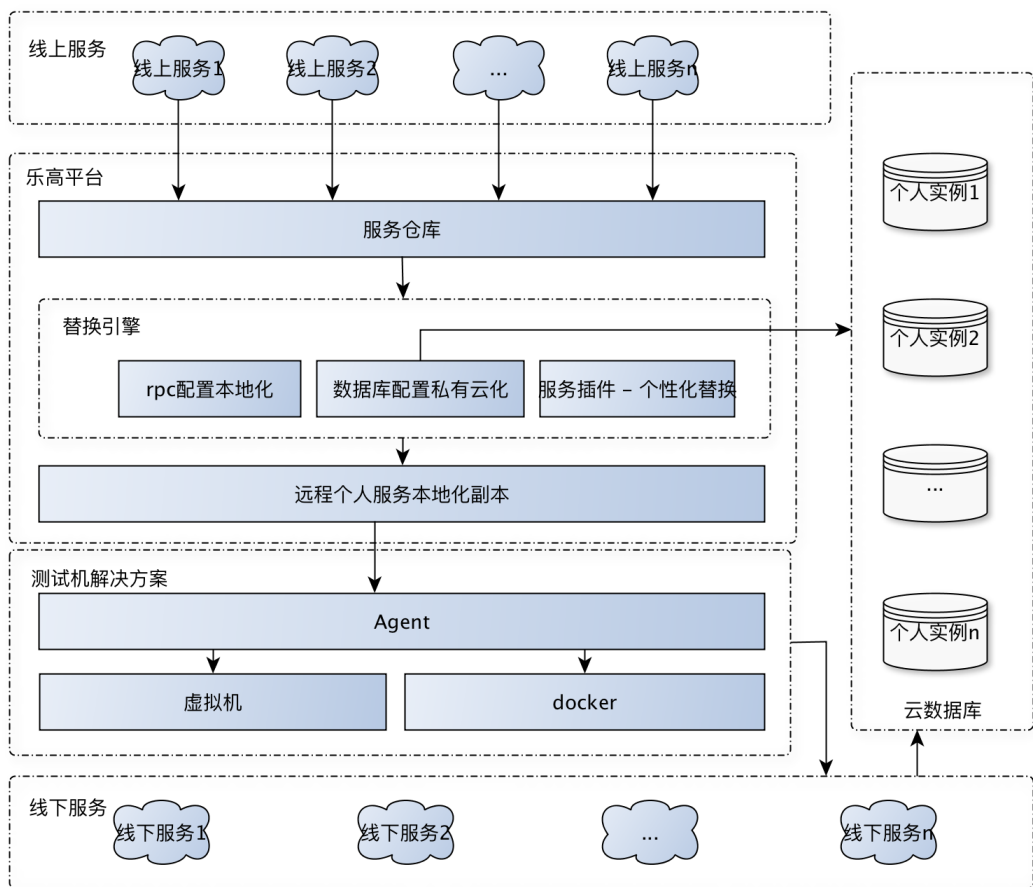 线上服务
线上服务1
线上服务2
...
线上服务n
乐高平台
服务仓库
替换引擎
rpc配置本地化
数据库配置私有云化
服务插件 – 个性化替换
远程个人服务本地化副本
测试机解决方案
Agent
虚拟机
docker
个人实例1
个人实例2
...
个人实例n
云数据库
线下服务
线下服务1
线下服务2
...
线下服务n